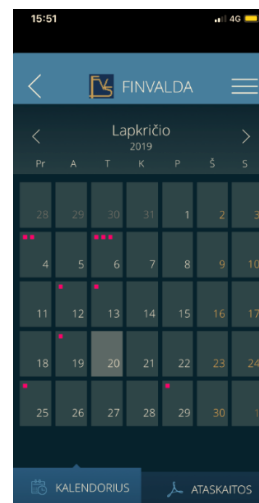 15:51 4G
FVS FINVALDA
Lapkričio
2019
Pr A T K P Š S
28 29 30 31 1 2 3
4 5 6 7 8 9 10
11 12 13 14 15 16 17
18 19 20 21 22 23 24
25 26 27 28 29 30 1
KALENDORIUS ATASKAITOS